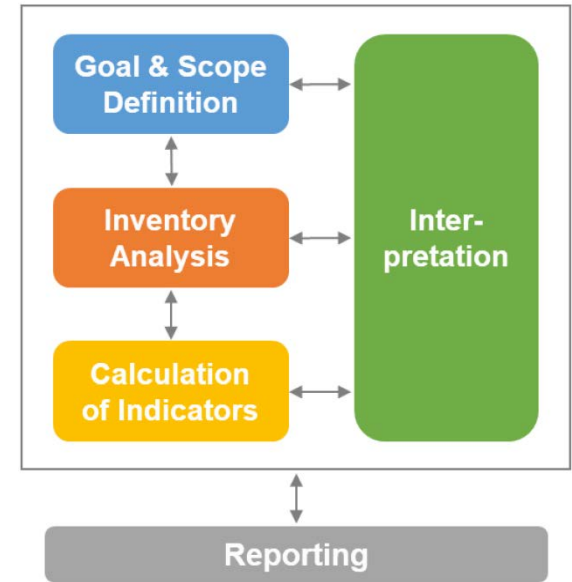 Goal & Scope
Definition
Inventory
Analysis
Calculation
of Indicators
Inter-
pretation
Reporting